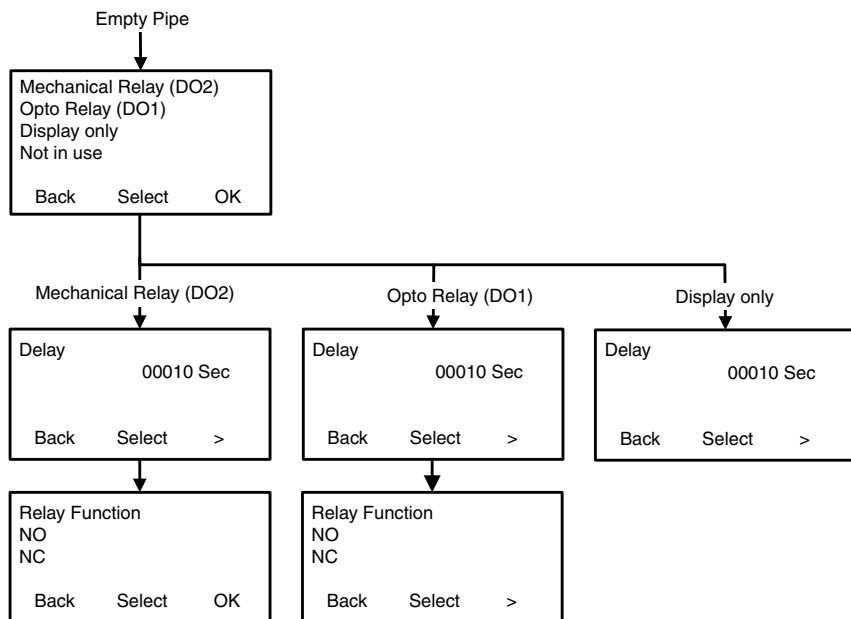 Empty Pipe
Mechanical Relay (DO2)
Opto Relay (DO1)
Display only
Not in use
Back Select OK
Mechanical Relay (DO2)
Opto Relay (DO1)
Display only
Delay
00010 Sec
Back Select >
Delay
00010 Sec
Back Select >
Delay
00010 Sec
Back Select >
Relay Function
NO
NC
Back Select OK
Relay Function
NO
NC
Back Select >